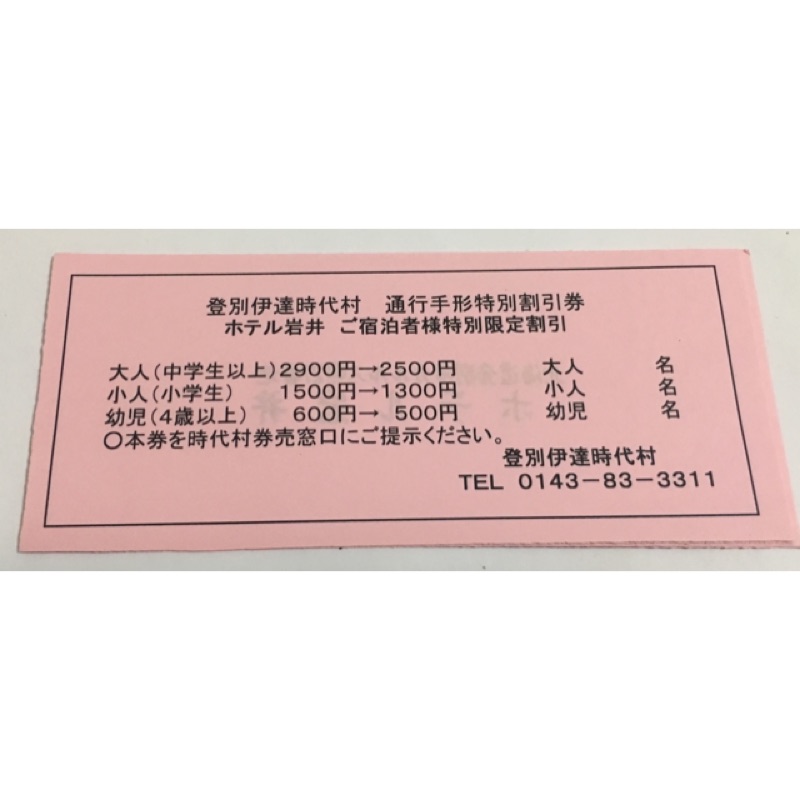 登別伊達時代村 通行手形特別割引券
ホテル岩井 ご宿泊者様特別限定割引
大人(中学生以上)2900円→2500円 大人 名
小人(小学生) 1500円→1300円 小人 名
幼児(4歳以上) 600円→ 500円 幼児 名
○本券を時代村券売窓口にご提示ください。
登別伊達時代村
TEL 0143-83-3311